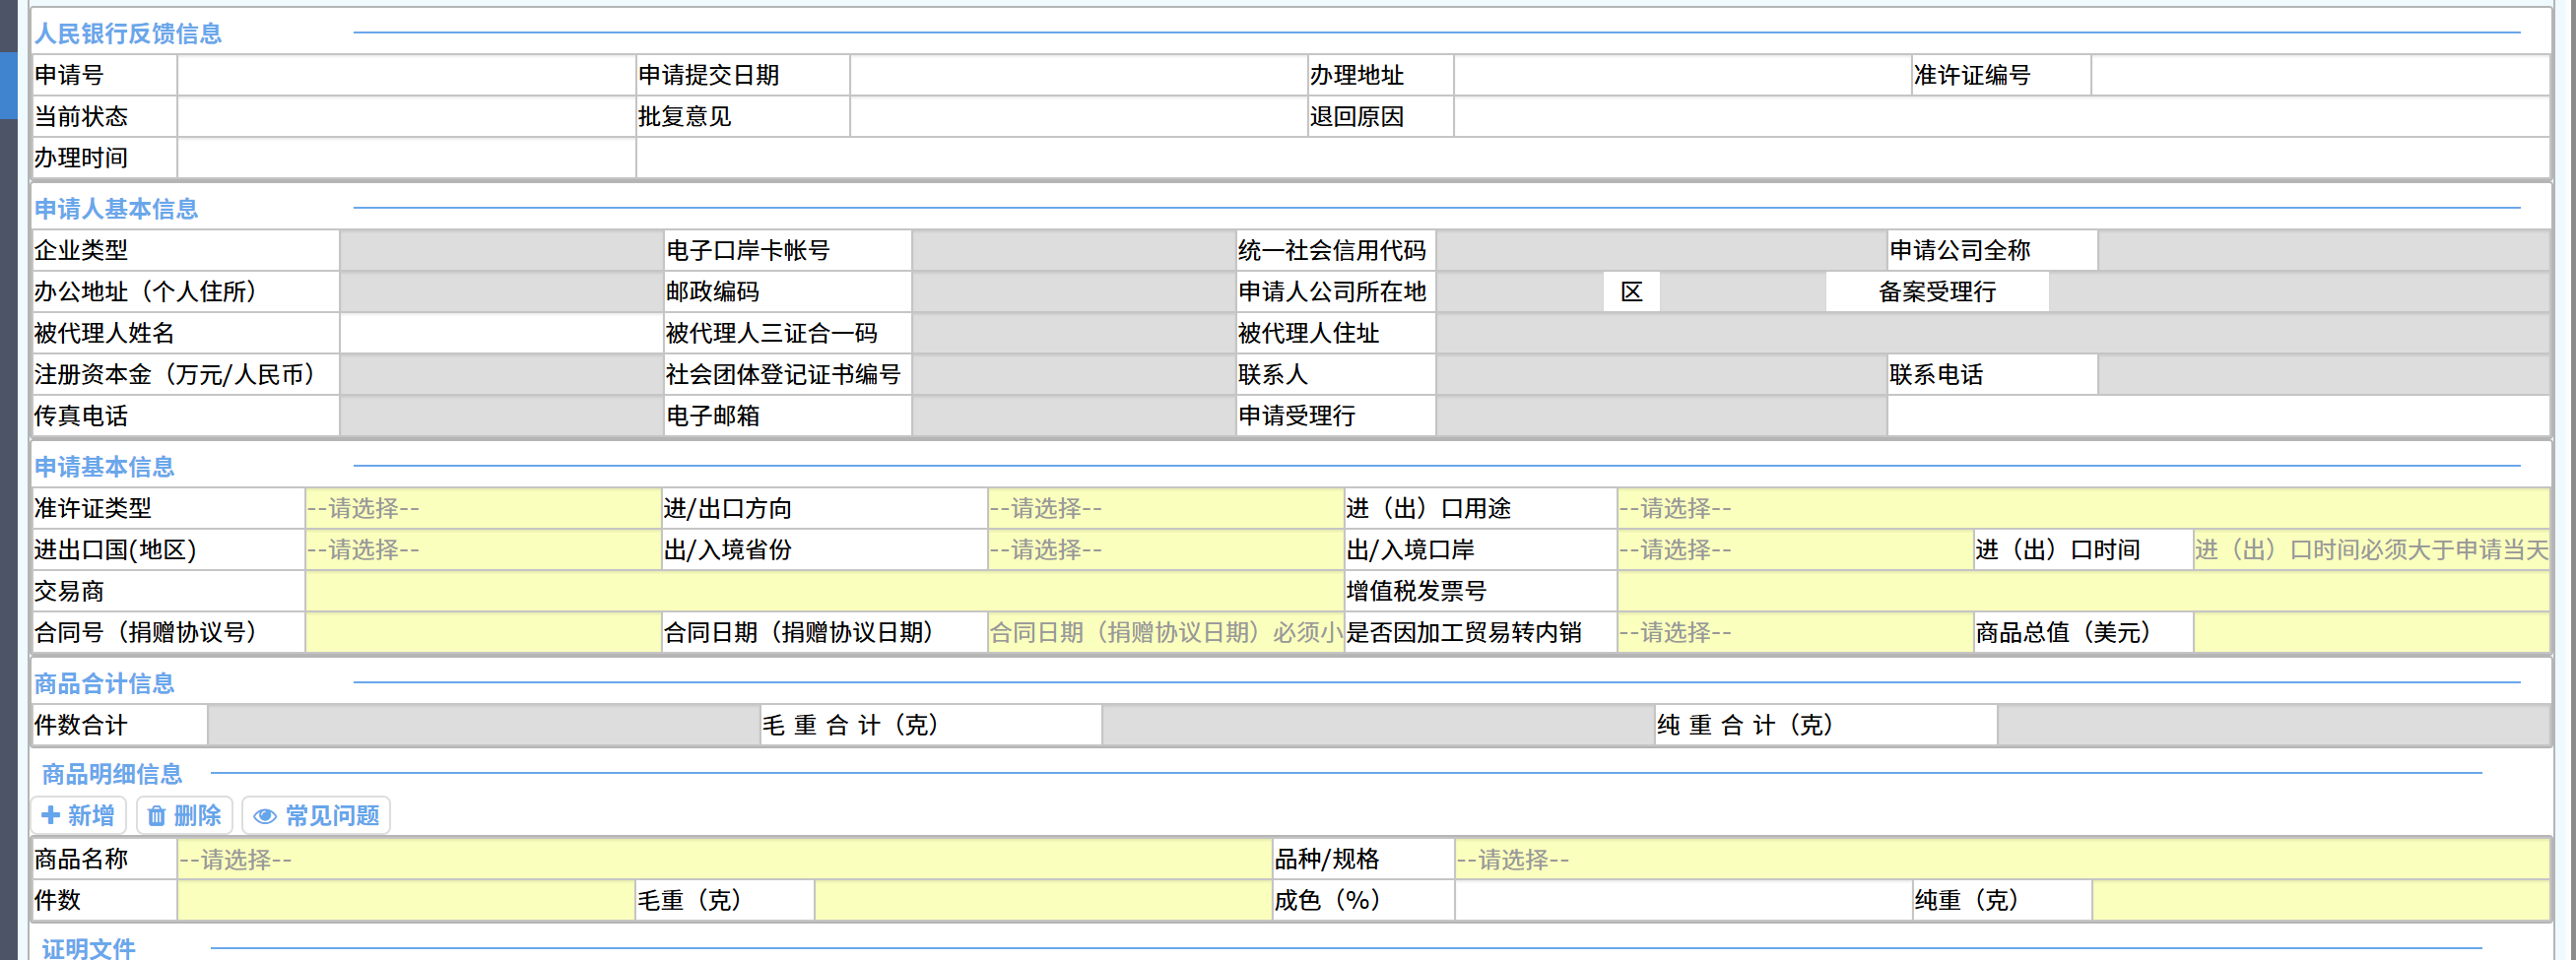 人民银行反馈信息
申请号 申请提交日期 办理地址 准许证编号
当前状态 批复意见 退回原因
办理时间
申请人基本信息
企业类型 电子口岸卡帐号 统一社会信用代码 申请公司全称
办公地址（个人住所） 邮政编码 申请人公司所在地 区 备案受理行
被代理人姓名 被代理人三证合一码 被代理人住址
注册资本金（万元/人民币） 社会团体登记证书编号 联系人 联系电话
传真电话 电子邮箱 申请受理行
申请基本信息
准许证类型 --请选择-- 进/出口方向 --请选择-- 进（出）口用途 --请选择--
进出口国(地区) --请选择-- 出/入境省份 --请选择-- 出/入境口岸 --请选择-- 进（出）口时间 进（出）口时间必须大于申请当天
交易商 增值税发票号
合同号（捐赠协议号） 合同日期（捐赠协议日期） 合同日期（捐赠协议日期）必须小 是否因加工贸易转内销 --请选择-- 商品总值（美元）
商品合计信息
件数合计 毛 重 合 计（克） 纯 重 合 计（克）
商品明细信息
新增 删除 常见问题
商品名称 --请选择-- 品种/规格 --请选择--
件数 毛重（克） 成色（%） 纯重（克）
证明文件